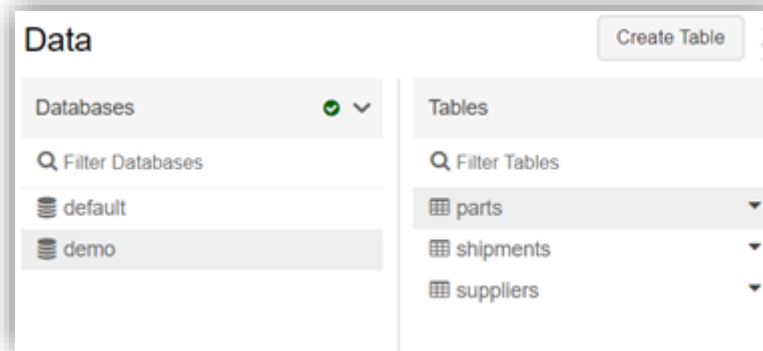 Data
Create Table
Databases
Filter Databases
default
demo
Tables
Filter Tables
parts
shipments
suppliers